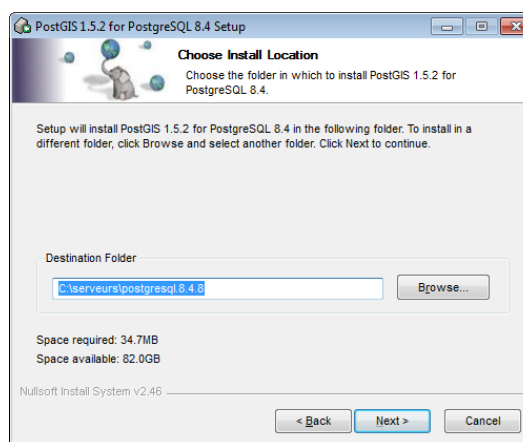 PostGIS 1.5.2 for PostgreSQL 8.4 Setup
Choose Install Location
Choose the folder in which to install PostGIS 1.5.2 for
PostgreSQL 8.4.
Setup will install PostGIS 1.5.2 for PostgreSQL 8.4 in the following folder. To install in a
different folder, click Browse and select another folder. Click Next to continue.
Destination Folder
C:\serveurs\postgresql.8.4.8
Browse...
Space required: 34.7MB
Space available: 82.0GB
Nullsoft Install System v2.46
< Back
Next >
Cancel